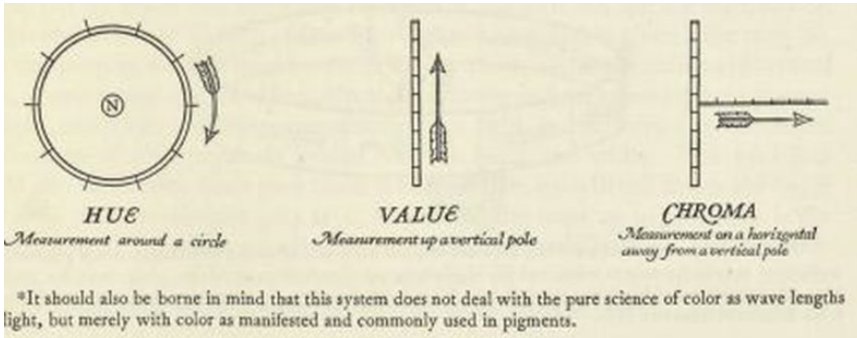 N
HUE
Measurement around a circle
VALUE
Measurement up a vertical pole
CHROMA
Measurement on a horizontal
away from a vertical pole
*It should also be borne in mind that this system does not deal with the pure science of color as wave lengths
light, but merely with color as manifested and commonly used in pigments.